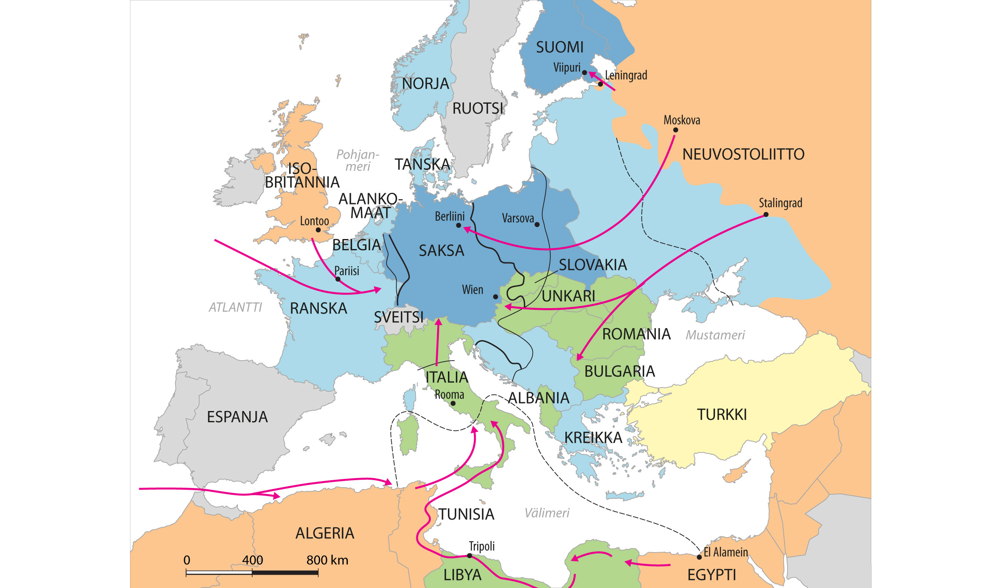 SUOMI
Viipuri
Leningrad
NORJA
RUOTSI
Moskova
NEUVOSTOLIITTO
Pohjan-
meri
TANSKA
ISO-
BRITANNIA
ALANKO-
MAAT
Stalingrad
Lontoo
Berliini
Varsova
BELGIA
SAKSA
SLOVAKIA
Pariisi
Wien
UNKARI
ATLANTTI
RANSKA
SVEITSI
ROMANIA
Mustameri
BULGARIA
ITALIA
Rooma
ALBANIA
ESPANJA
TURKKI
KREIKKA
TUNISIA
Välimeri
ALGERIA
Tripoli
El Alamein
0 400 800 km
LIBYA
EGYPTI